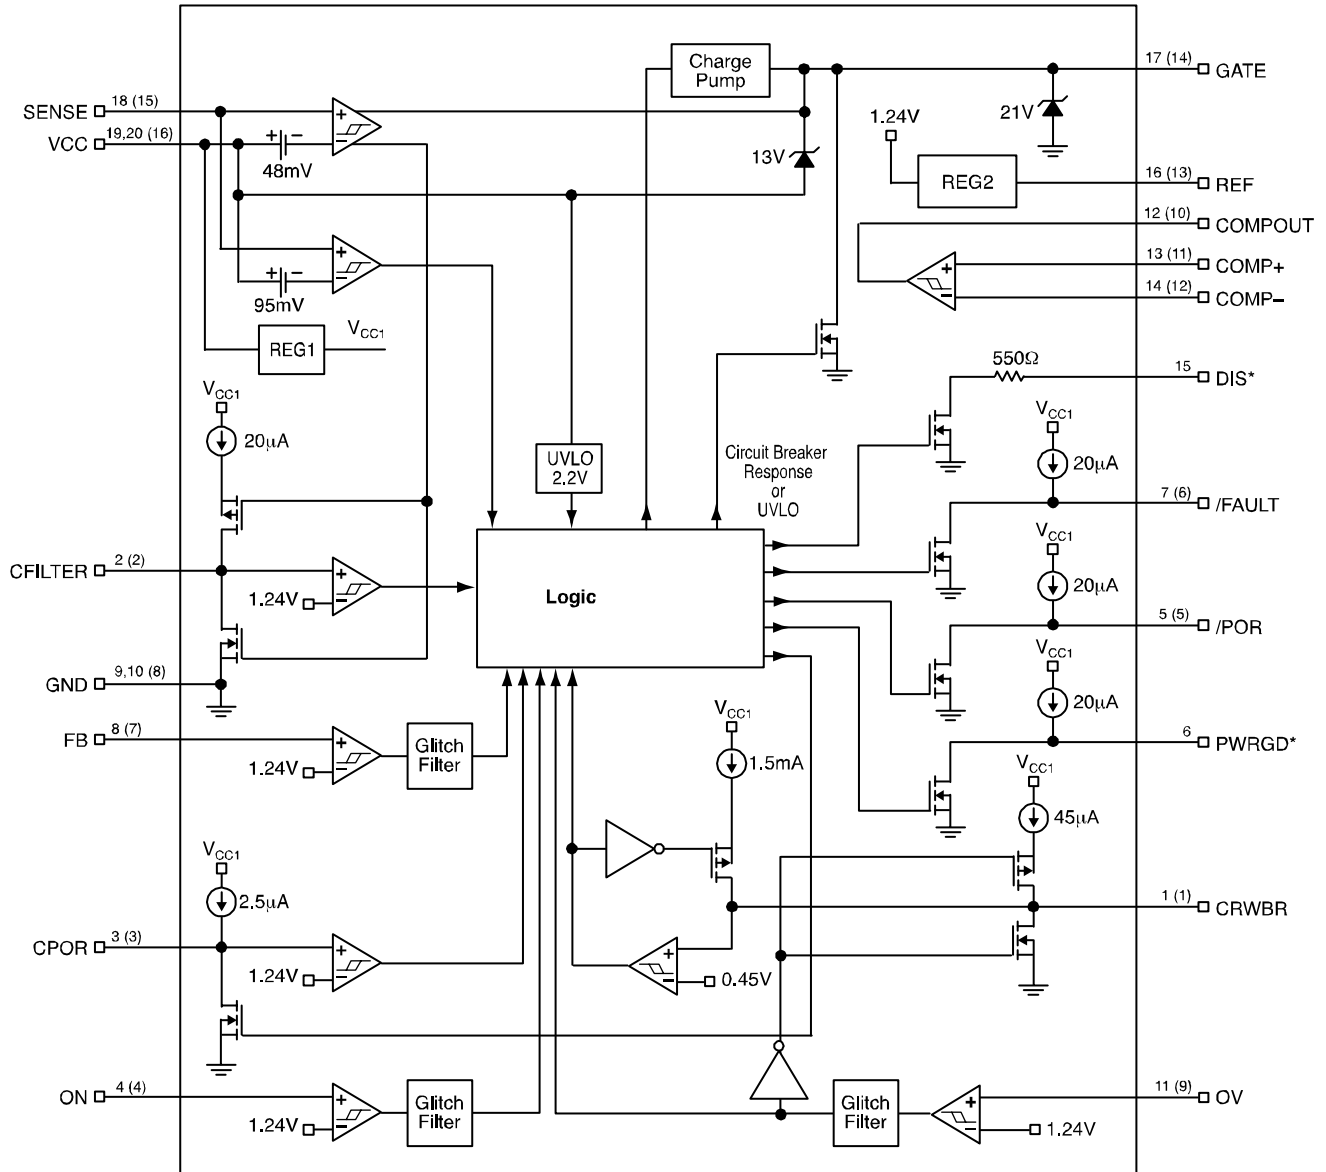 Charge
Pump
17 (14)
GATE
SENSE
18 (15)
+
−
21V
VCC
19,20 (16)
+ −
48mV
1.24V
13V
REG2
16 (13)
REF
12 (10)
COMPOUT
+
−
+ −
95mV
+
−
13 (11)
COMP+
14 (12)
COMP−
REG1
VCC1
550Ω
15
DIS*
VCC1
20µA
UVLO
2.2V
Circuit Breaker
Response
or
UVLO
VCC1
20µA
7 (6)
/FAULT
VCC1
20µA
CFILTER
2 (2)
+
−
1.24V
Logic
5 (5)
/POR
GND
9,10 (8)
VCC1
20µA
FB
8 (7)
+
−
1.24V
Glitch
Filter
VCC1
1.5mA
6
PWRGD*
VCC1
45µA
VCC1
2.5µA
1 (1)
CRWBR
CPOR
3 (3)
+
−
1.24V
+
−
0.45V
ON
4 (4)
+
−
1.24V
Glitch
Filter
Glitch
Filter
+
−
1.24V
11 (9)
OV